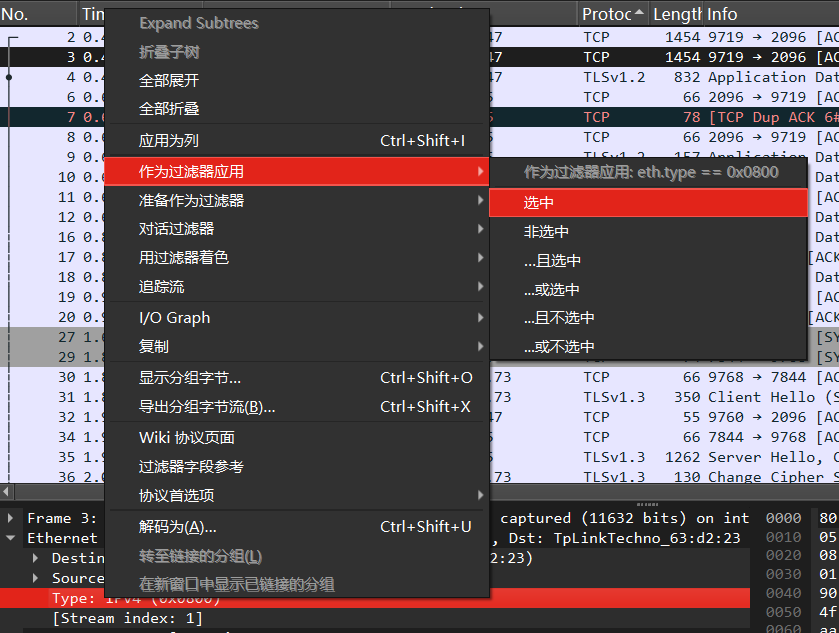 No. Tim Protoc Length Info
2 0.4 47 TCP 1454 9719 → 2096 [AC
3 0.4 47 TCP 1454 9719 → 2096 [AC
4 0.4 47 TLSv1.2 832 Application Dat
6 0.6 TCP 66 2096 → 9719 [AC
7 0.6 TCP 78 [TCP Dup ACK 6#
8 0.6 TCP 66 2096 → 9719 [AC
9 0.6 TLSv1.2 157 Application Dat
10 0.6 Dat
11 0.6 [AC
12 0.6 Dat
16 0.8 Dat
17 0.8 [ACK
18 0.8 Dat
19 0.9 [AC
20 0.9 [ACK
27 1.6 [SY
29 1.8 [SY
30 1.8 .73 TCP 66 9768 → 7844 [AC
31 1.8 .73 TLSv1.3 350 Client Hello (S
32 1.9 47 TCP 55 9760 → 2096 [AC
34 1.9 TCP 66 7844 → 9768 [AC
35 1.9 TLSv1.3 1262 Server Hello, C
36 2.0 .73 TLSv1.3 130 Change Cipher S
Expand Subtrees
折叠子树
全部展开
全部折叠
应用为列 Ctrl+Shift+I
作为过滤器应用
准备作为过滤器
对话过滤器
用过滤器着色
追踪流
I/O Graph
复制
显示分组字节... Ctrl+Shift+O
导出分组字节流(B)... Ctrl+Shift+X
Wiki 协议页面
过滤器字段参考
协议首选项
解码为(A)... Ctrl+Shift+U
转至链接的分组(L)
在新窗口中显示已链接的分组
作为过滤器应用: eth.type == 0x0800
选中
非选中
...且选中
...或选中
...且不选中
...或不选中
Frame 3: captured (11632 bits) on int
Ethernet , Dst: TpLinkTechno_63:d2:23
Destin 2:23)
Source
Type: IPv4 (0x0800)
[Stream index: 1]
0000 80
0010 05
0020 08
0030 01
0040 90
0050 4f
0060 aa